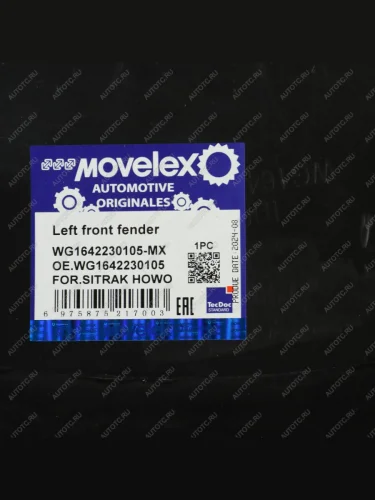 MOVELEX
AUTOMOTIVE
ORIGINALES
Left front fender
WG1642230105-MX
OE.WG1642230105
FOR.SITRAK HOWO
1PC
PRODUE DATE 2024-08
EAC
TecDoc
STANDARD
6 975875 217003
AUTOTC.RU